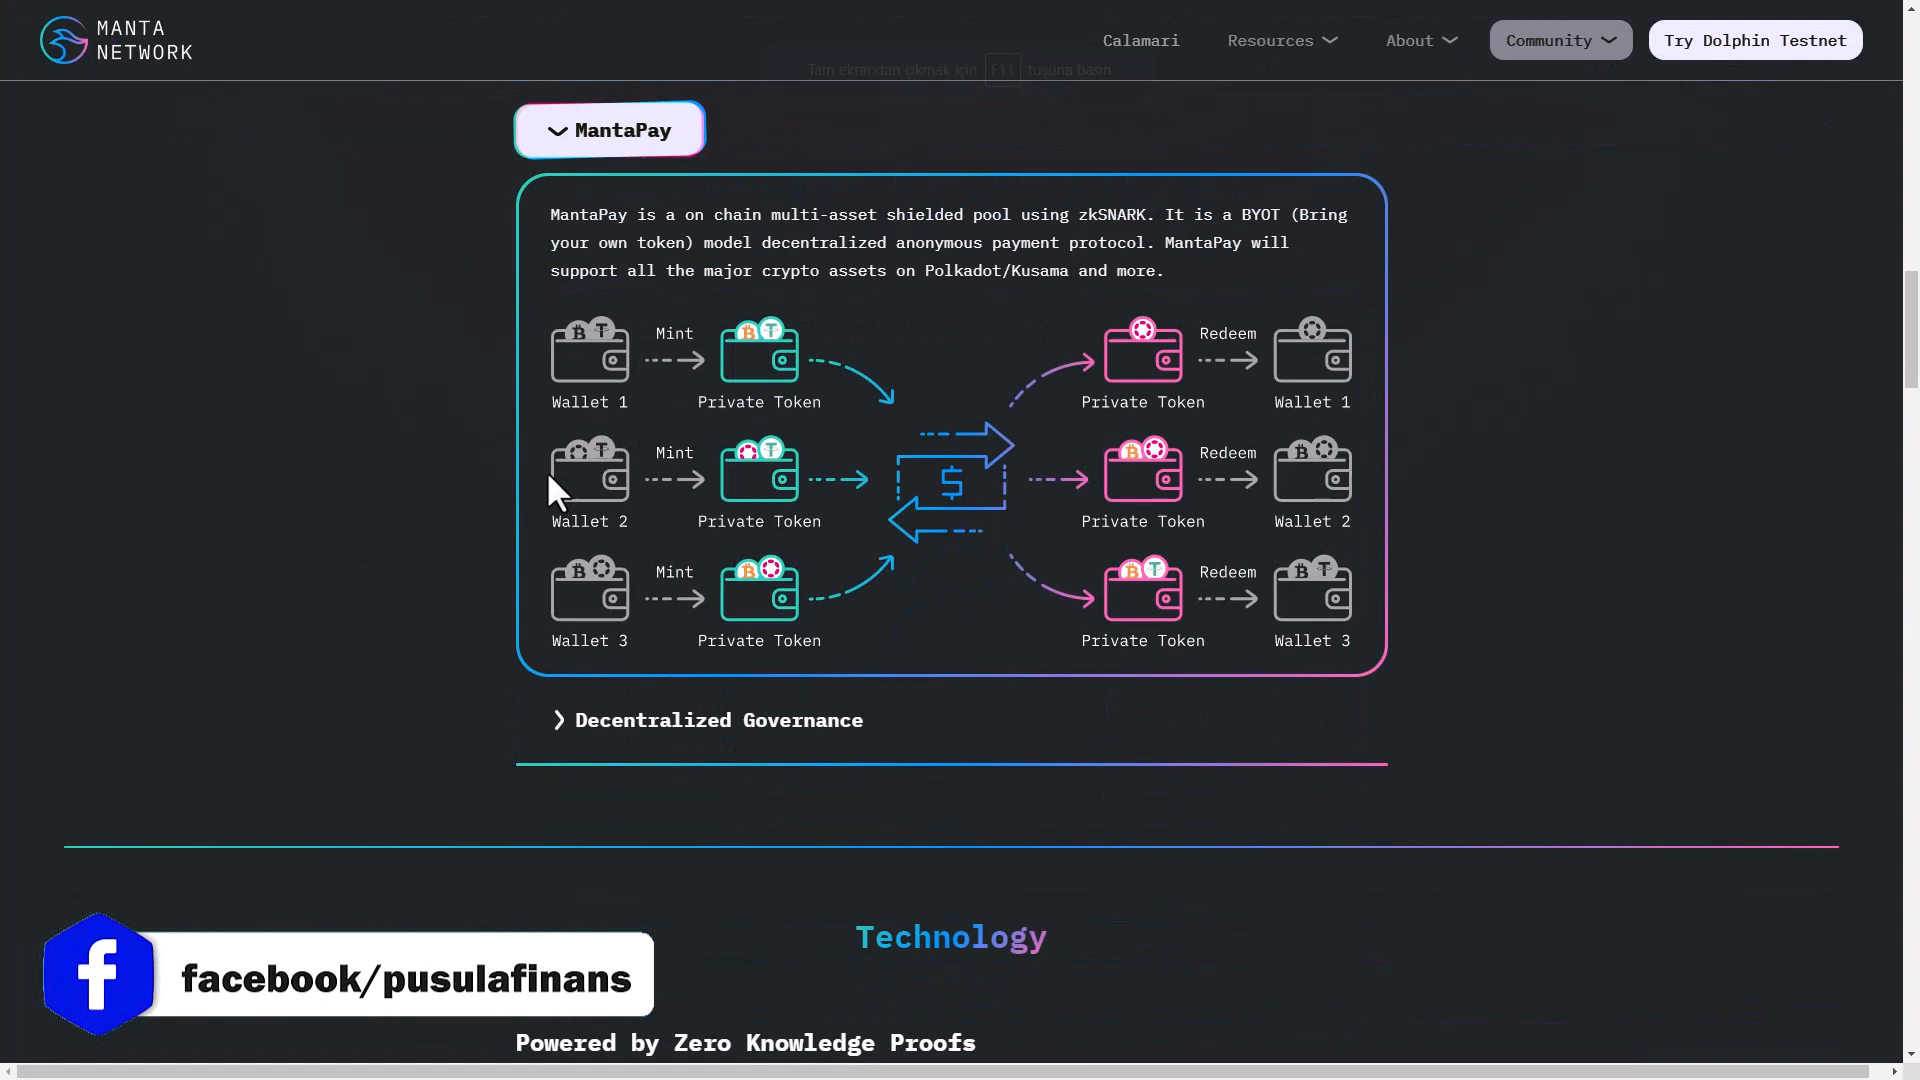 MANTA
NETWORK
Calamari
Resources
About
Community
Try Dolphin Testnet
Tam ekrandan çıkmak için F11 tuşuna basın
MantaPay
MantaPay is a on chain multi-asset shielded pool using zkSNARK. It is a BYOT (Bring
your own token) model decentralized anonymous payment protocol. MantaPay will
support all the major crypto assets on Polkadot/Kusama and more.
Mint
Redeem
Wallet 1
Private Token
Private Token
Wallet 1
Mint
Redeem
$
Wallet 2
Private Token
Private Token
Wallet 2
Mint
Redeem
Wallet 3
Private Token
Private Token
Wallet 3
Decentralized Governance
Technology
facebook/pusulafinans
Powered by Zero Knowledge Proofs